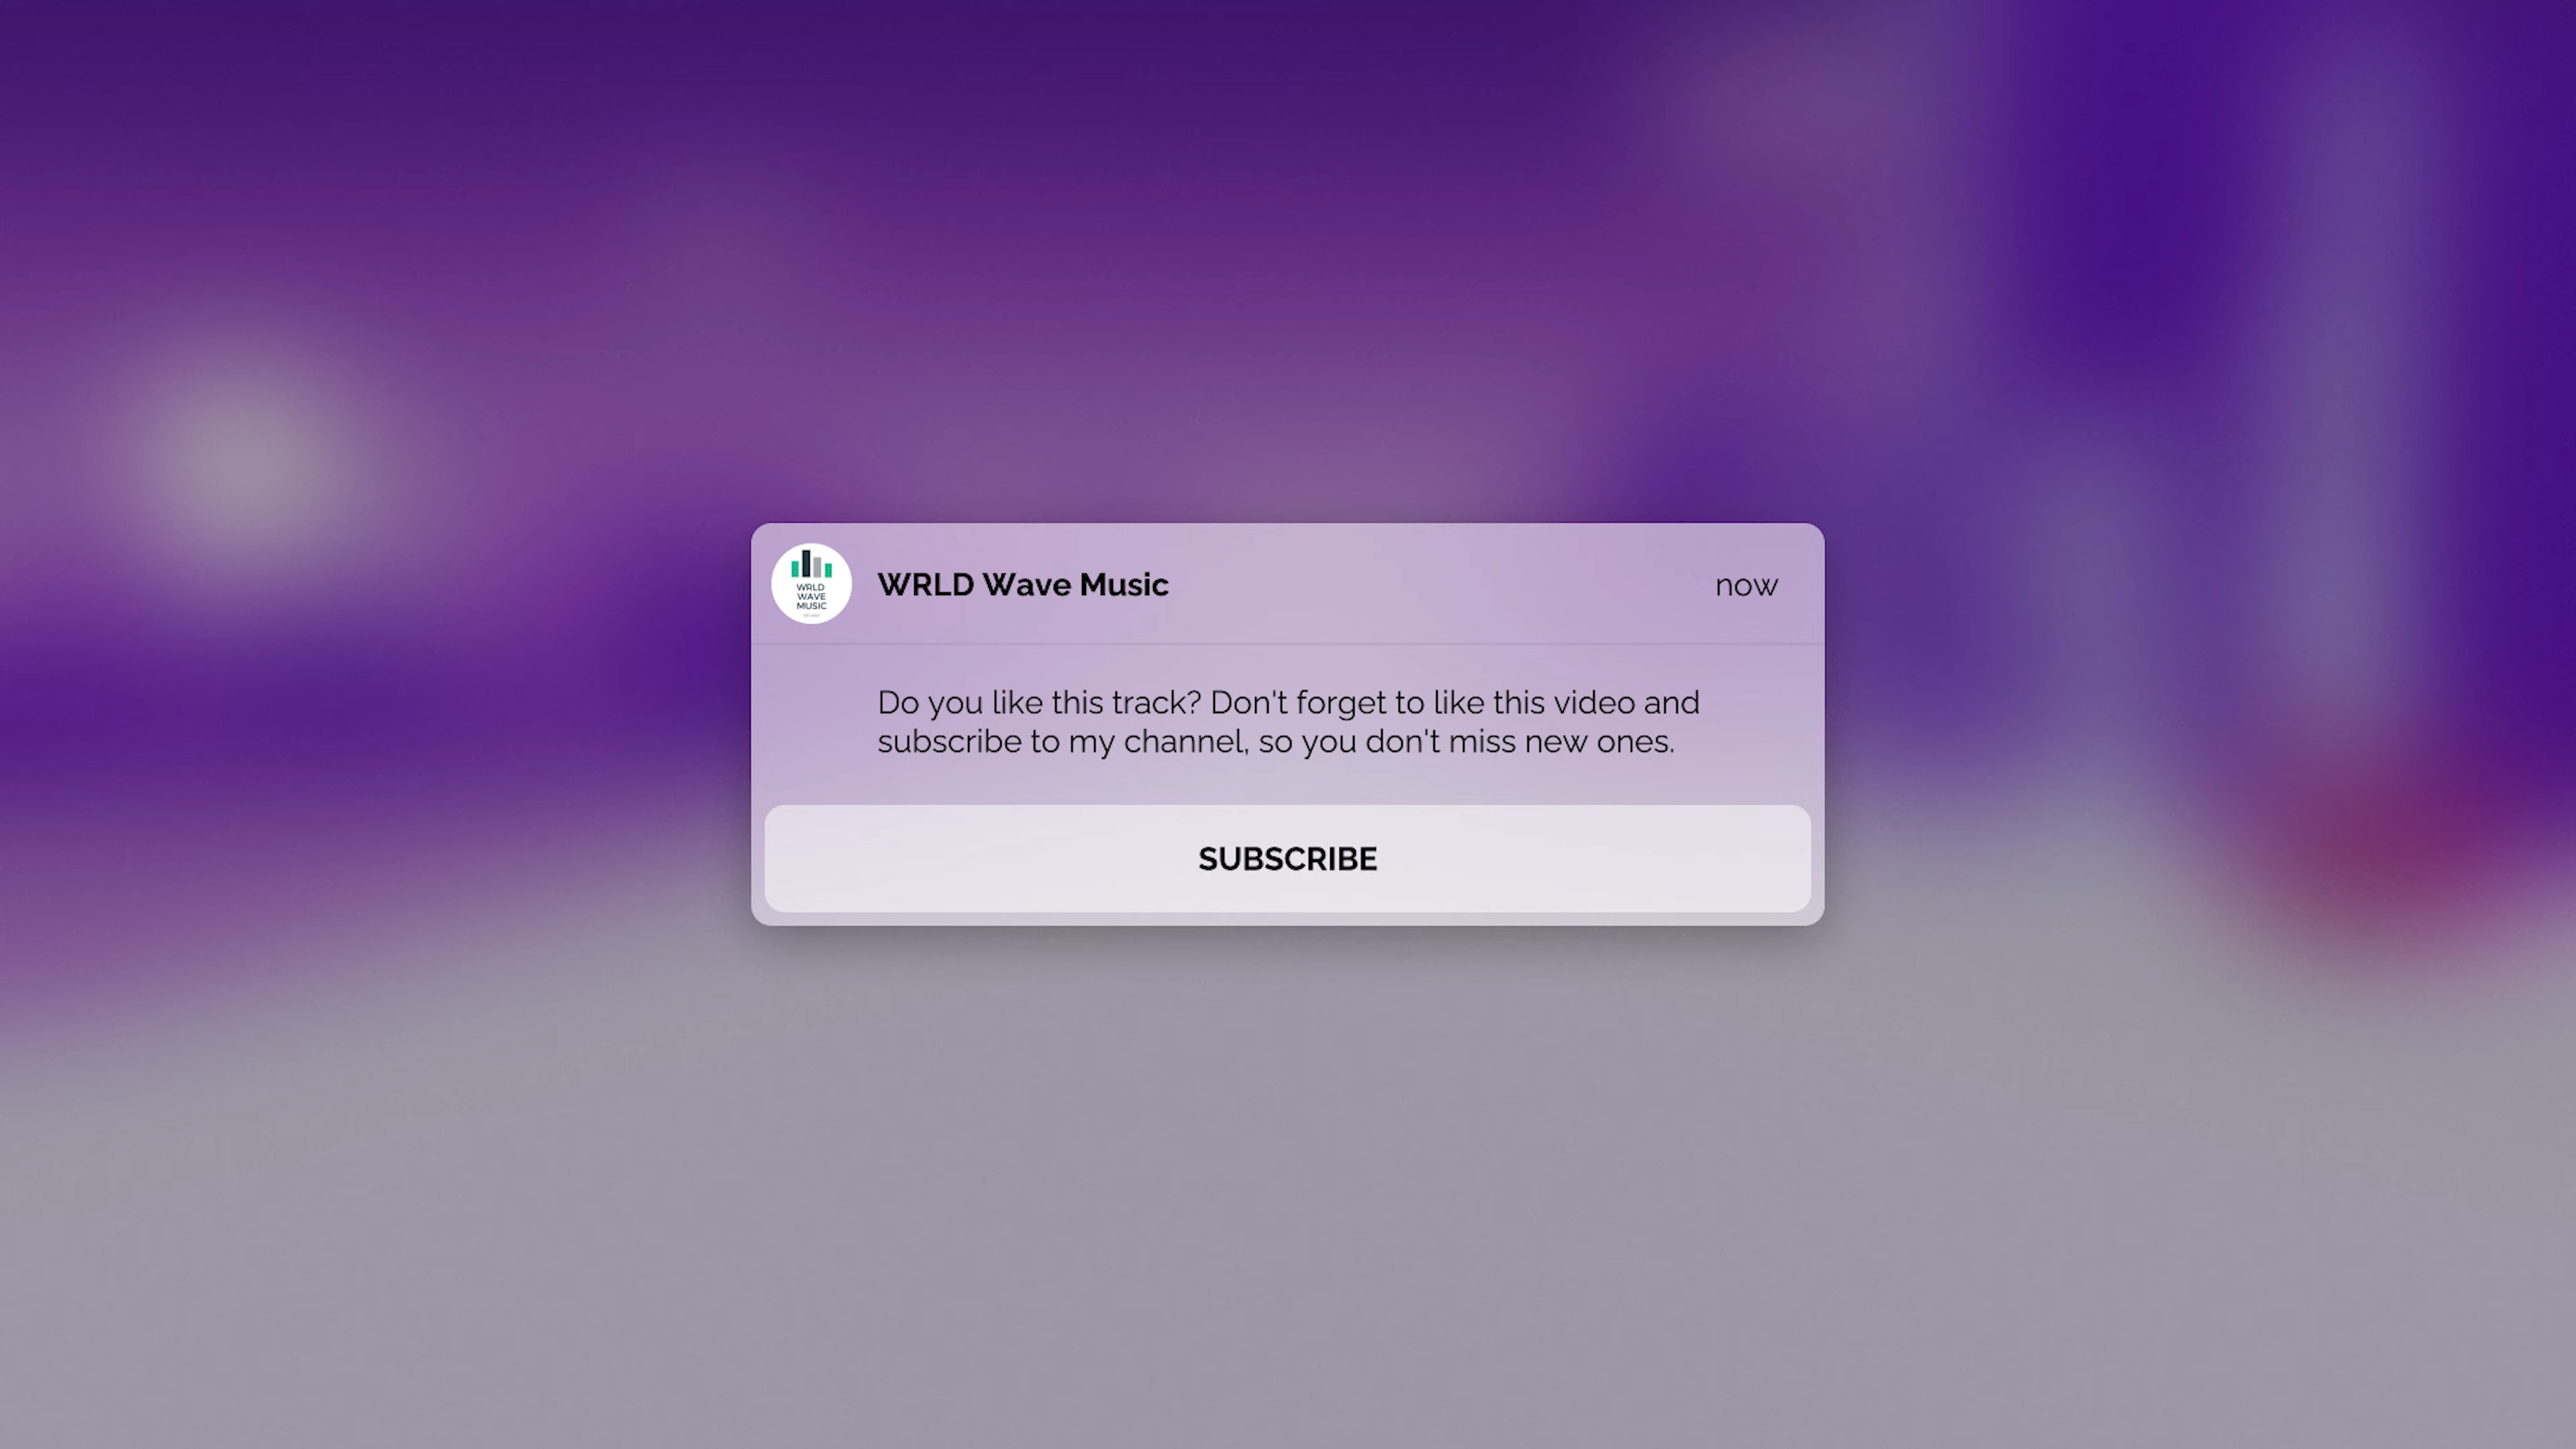 WRLD
WAVE
MUSIC
WRLD Wave Music
now
Do you like this track? Don't forget to like this video and
subscribe to my channel, so you don't miss new ones.
SUBSCRIBE